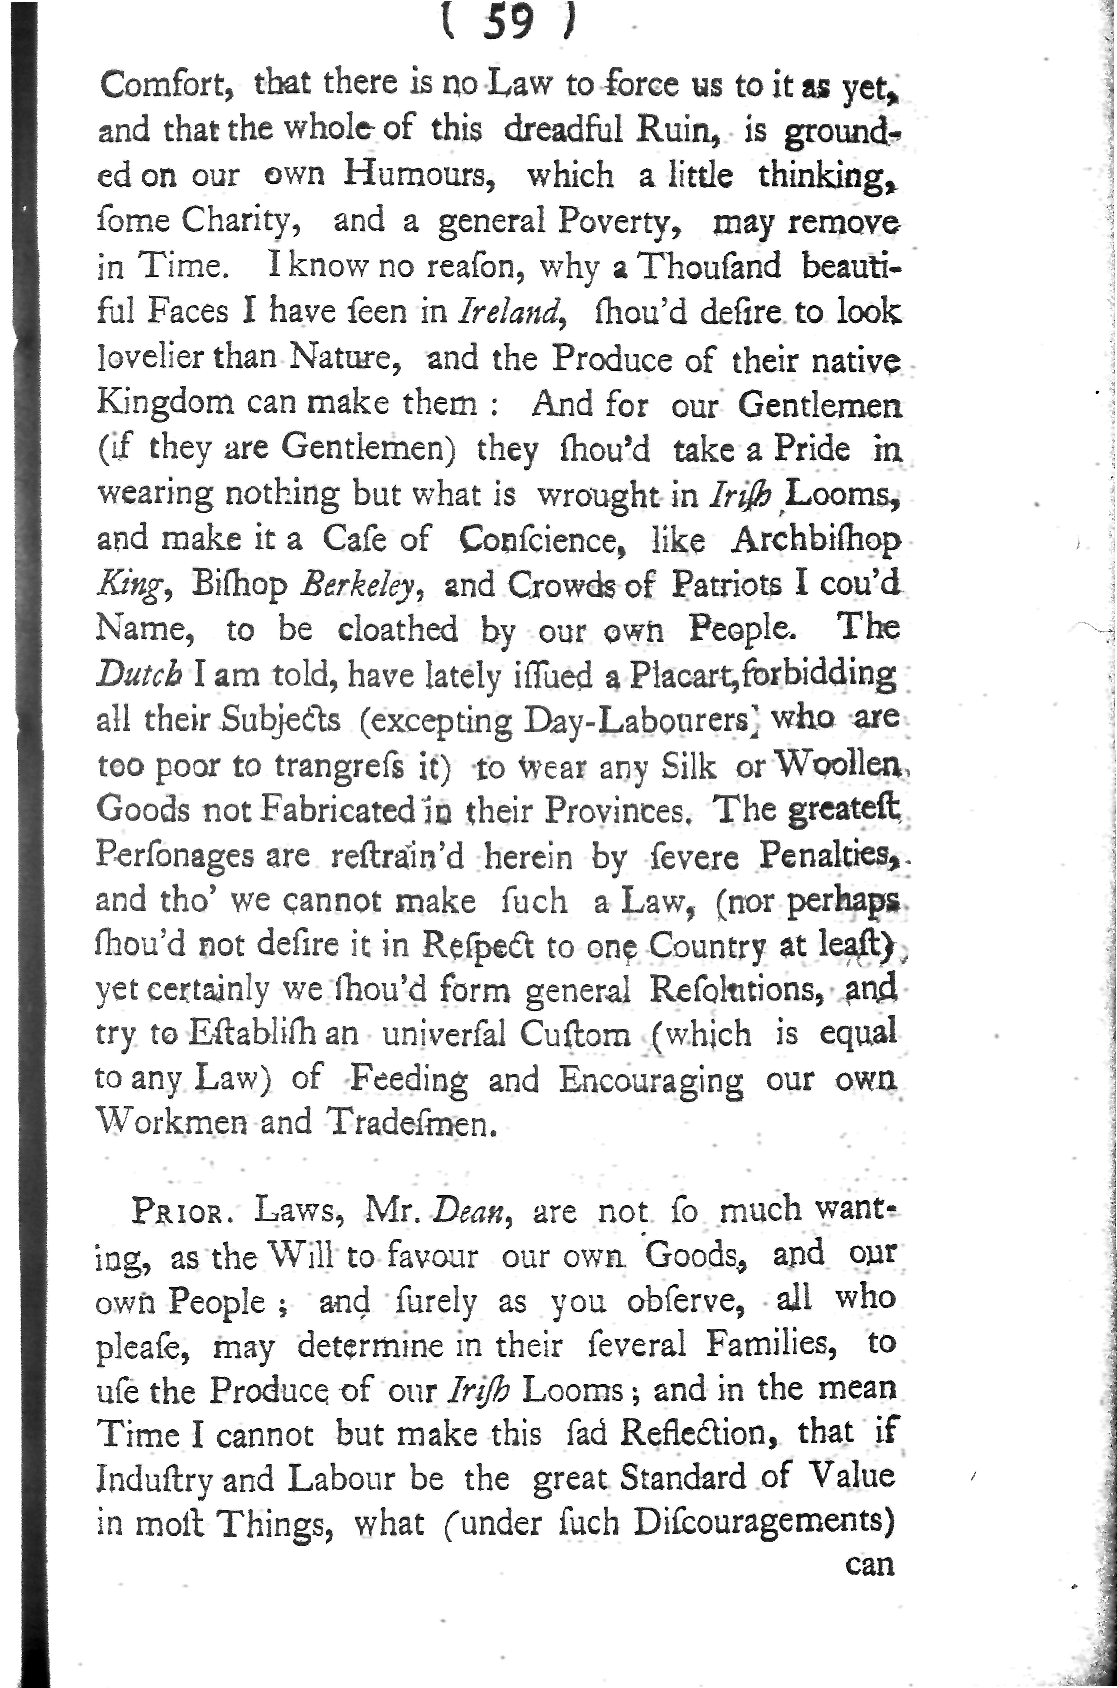 ( 59 )
Comfort, that there is no Law to force us to it as yet,
and that the whole of this dreadful Ruin, is ground-
ed on our own Humours, which a little thinking,
ſome Charity, and a general Poverty, may remove
in Time. I know no reaſon, why a Thouſand beauti-
ful Faces I have ſeen in Ireland, ſhou'd deſire to look
lovelier than Nature, and the Produce of their native
Kingdom can make them : And for our Gentlemen
(if they are Gentlemen) they ſhou'd take a Pride in
wearing nothing but what is wrought in Iriſh Looms,
and make it a Caſe of Conſcience, like Archbiſhop
King, Biſhop Berkeley, and Crowds of Patriots I cou'd
Name, to be cloathed by our own People. The
Dutch I am told, have lately iſſued a Placart, forbidding
all their Subjects (excepting Day-Labourers, who are
too poor to trangreſs it) to wear any Silk or Woollen
Goods not Fabricated in their Provinces. The greateſt
Perſonages are reſtrain'd herein by ſevere Penalties,
and tho' we cannot make ſuch a Law, (nor perhaps
ſhou'd not deſire it in Reſpect to one Country at leaſt)
yet certainly we ſhou'd form general Reſolutions, and
try to Eſtabliſh an univerſal Cuſtom (which is equal
to any Law) of Feeding and Encouraging our own
Workmen and Tradeſmen.
PRIOR. Laws, Mr. Dean, are not ſo much want-
ing, as the Will to favour our own Goods, and our
own People ; and ſurely as you obſerve, all who
pleaſe, may determine in their ſeveral Families, to
uſe the Produce of our Iriſh Looms ; and in the mean
Time I cannot but make this ſad Reflection, that if
Induſtry and Labour be the great Standard of Value
in moſt Things, what (under ſuch Diſcouragements)
can